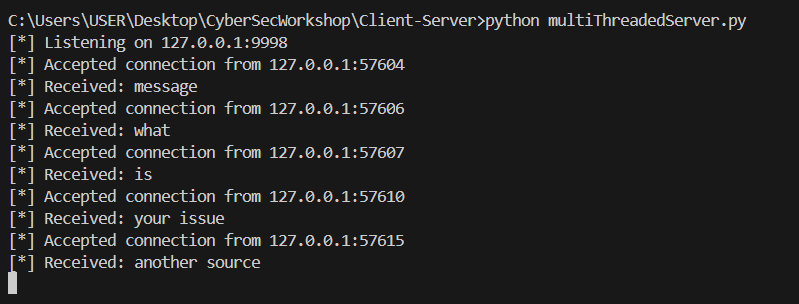 C:\Users\USER\Desktop\CyberSecWorkshop\Client-Server>python multiThreadedServer.py
[*] Listening on 127.0.0.1:9998
[*] Accepted connection from 127.0.0.1:57604
[*] Received: message
[*] Accepted connection from 127.0.0.1:57606
[*] Received: what
[*] Accepted connection from 127.0.0.1:57607
[*] Received: is
[*] Accepted connection from 127.0.0.1:57610
[*] Received: your issue
[*] Accepted connection from 127.0.0.1:57615
[*] Received: another source